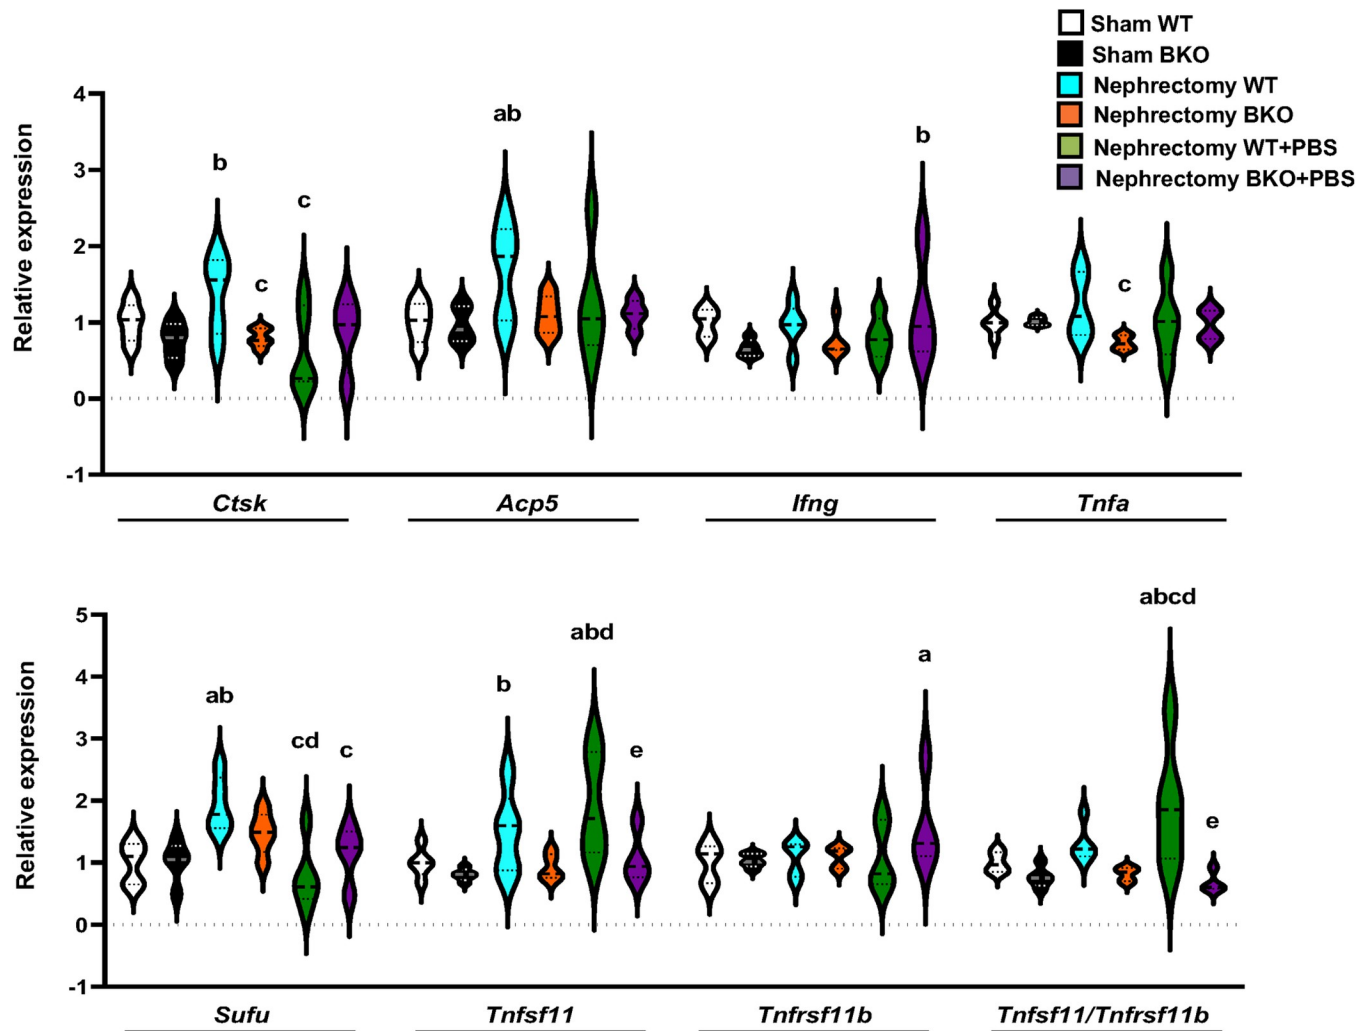 Sham WT
Sham BKO
Nephrectomy WT
Nephrectomy BKO
Nephrectomy WT+PBS
Nephrectomy BKO+PBS
Relative expression
4
3
2
1
0
-1
b
c
c
ab
b
c
Ctsk
Acp5
Ifng
Tnfa
Relative expression
5
4
3
2
1
0
-1
ab
cd
c
b
abd
e
a
abcd
e
Sufu
Tnfsf11
Tnfrsf11b
Tnfsf11/Tnfrsf11b